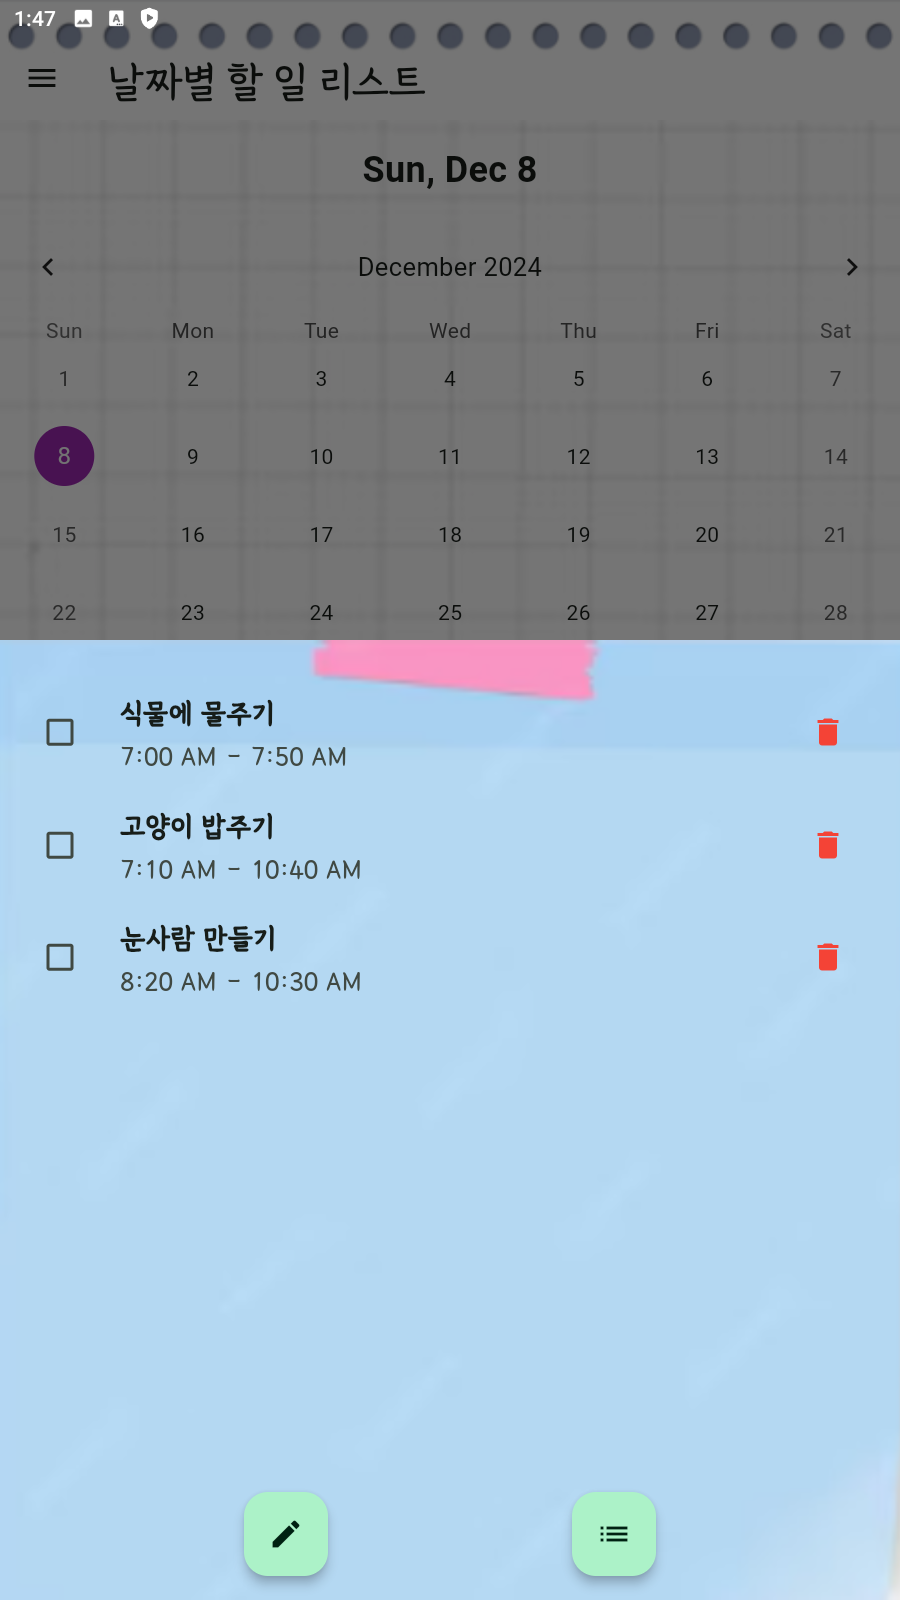 1:47
날짜별 할 일 리스트
Sun, Dec 8
December 2024
Sun Mon Tue Wed Thu Fri Sat
1 2 3 4 5 6 7
8 9 10 11 12 13 14
15 16 17 18 19 20 21
22 23 24 25 26 27 28
식물에 물주기
7:00 AM - 7:50 AM
고양이 밥주기
7:10 AM - 10:40 AM
눈사람 만들기
8:20 AM - 10:30 AM